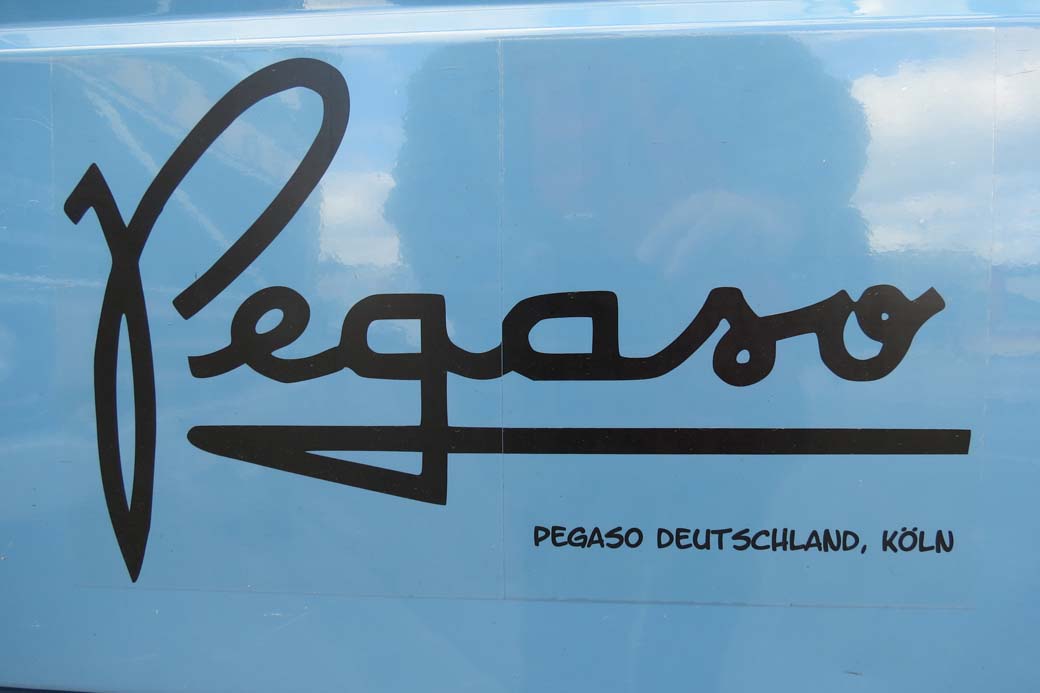 Pegaso
PEGASO DEUTSCHLAND, KÖLN